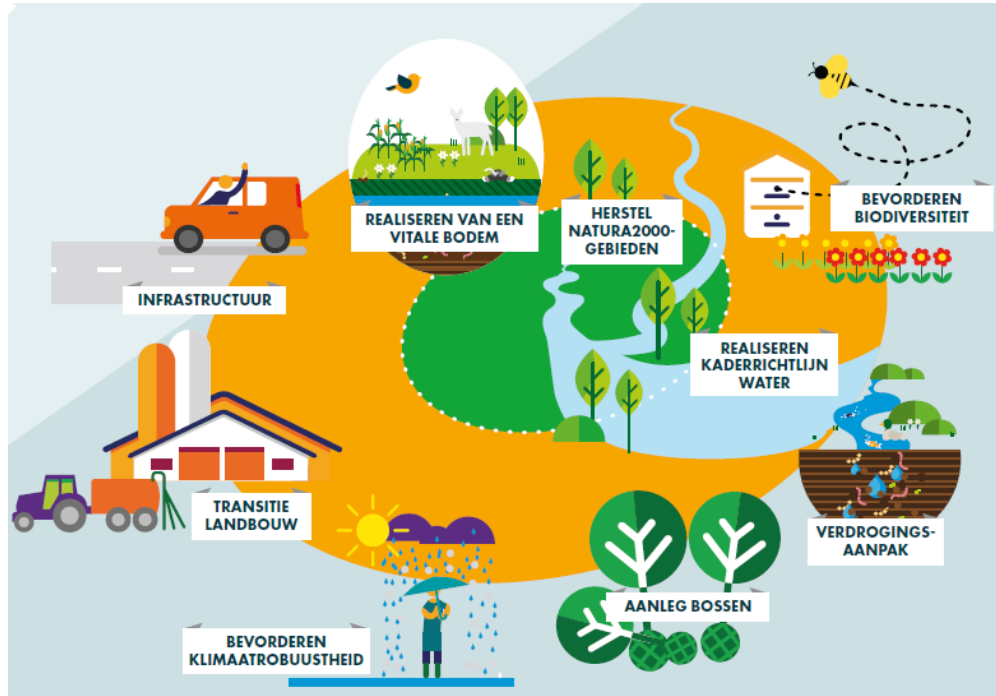 REALISEREN VAN EEN
VITALE BODEM
HERSTEL
NATURA2000-
GEBIEDEN
BEVORDEREN
BIODIVERSITEIT
INFRASTRUCTUUR
REALISEREN
KADERRICHTLIJN
WATER
TRANSITIE
LANDBOUW
VERDROGINGS-
AANPAK
AANLEG BOSSEN
BEVORDEREN
KLIMAATROBUUSTHEID